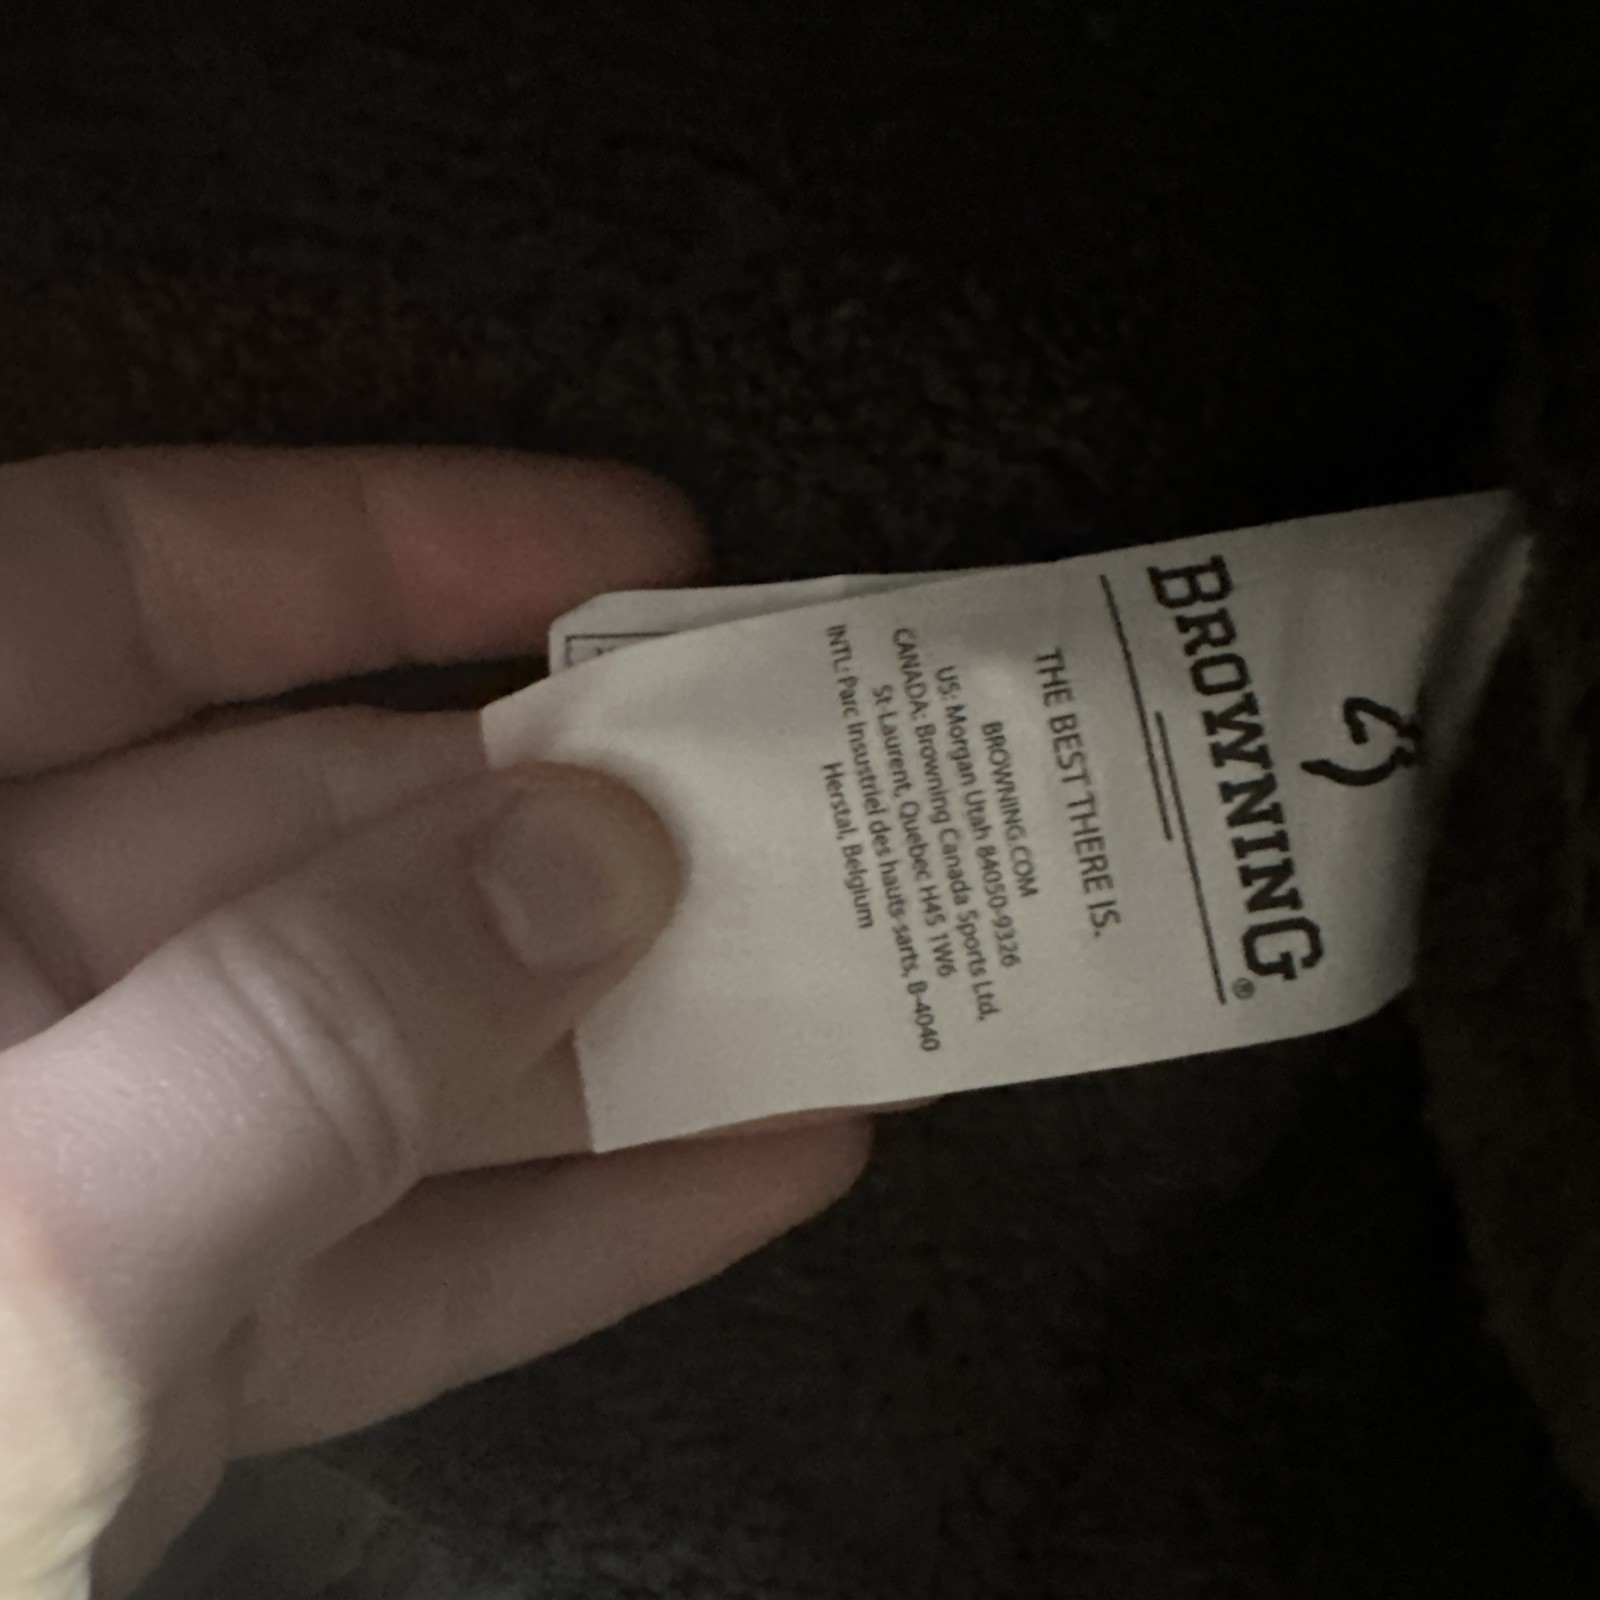 BROWNING®
THE BEST THERE IS.
BROWNING.COM
US: Morgan Utah 84050-9326
CANADA: Browning Canada Sports Ltd,
St-Laurent, Quebec H4S 1W6
INTL: Parc Insustriel des hauts-sarts, B-4040
Herstal, Belgium